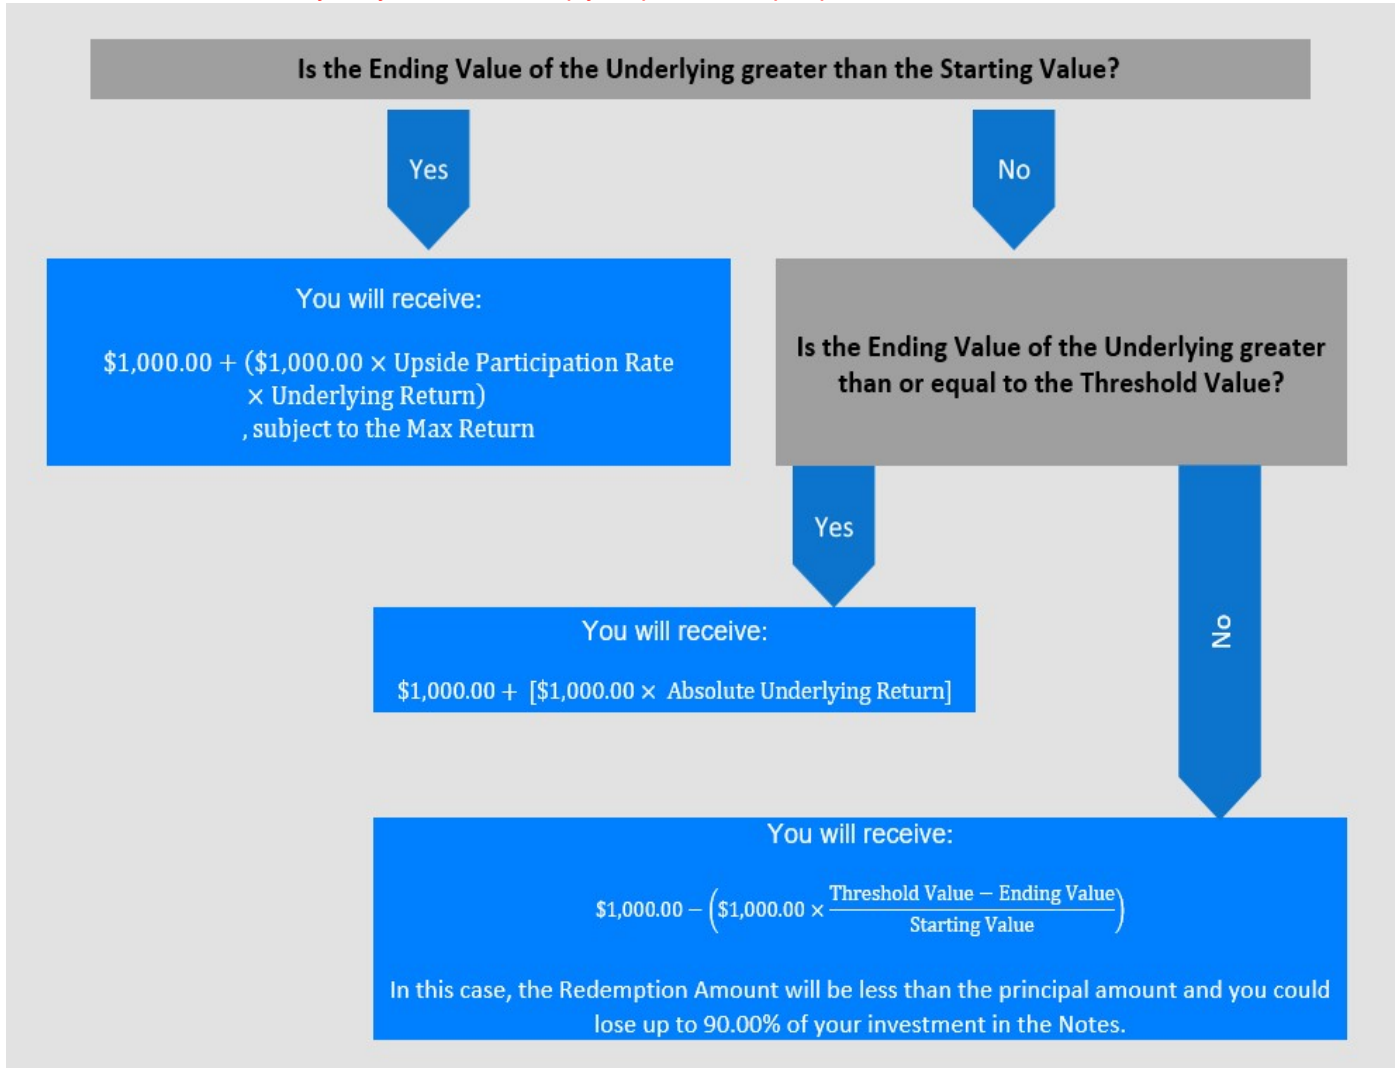 Is the Ending Value of the Underlying greater than the Starting Value?
Yes
No
You will receive:
$1,000.00 + ($1,000.00 × Upside Participation Rate
× Underlying Return)
, subject to the Max Return
Is the Ending Value of the Underlying greater
than or equal to the Threshold Value?
Yes
No
You will receive:
$1,000.00 + [$1,000.00 × Absolute Underlying Return]
You will receive:
$1,000.00 − ($1,000.00 × Threshold Value − Ending Value / Starting Value)
In this case, the Redemption Amount will be less than the principal amount and you could
lose up to 90.00% of your investment in the Notes.